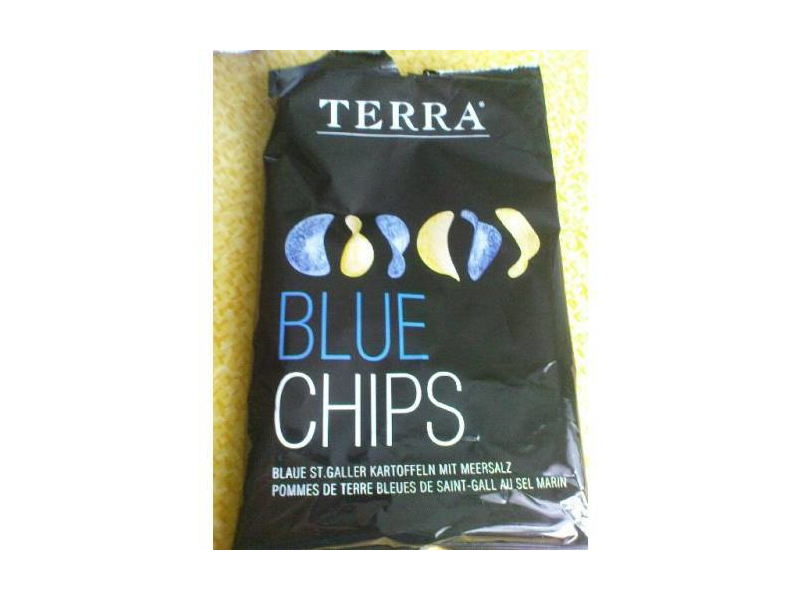 TERRA®
BLUE
CHIPS
BLAUE ST.GALLER KARTOFFELN MIT MEERSALZ
POMMES DE TERRE BLEUES DE SAINT-GALL AU SEL MARIN